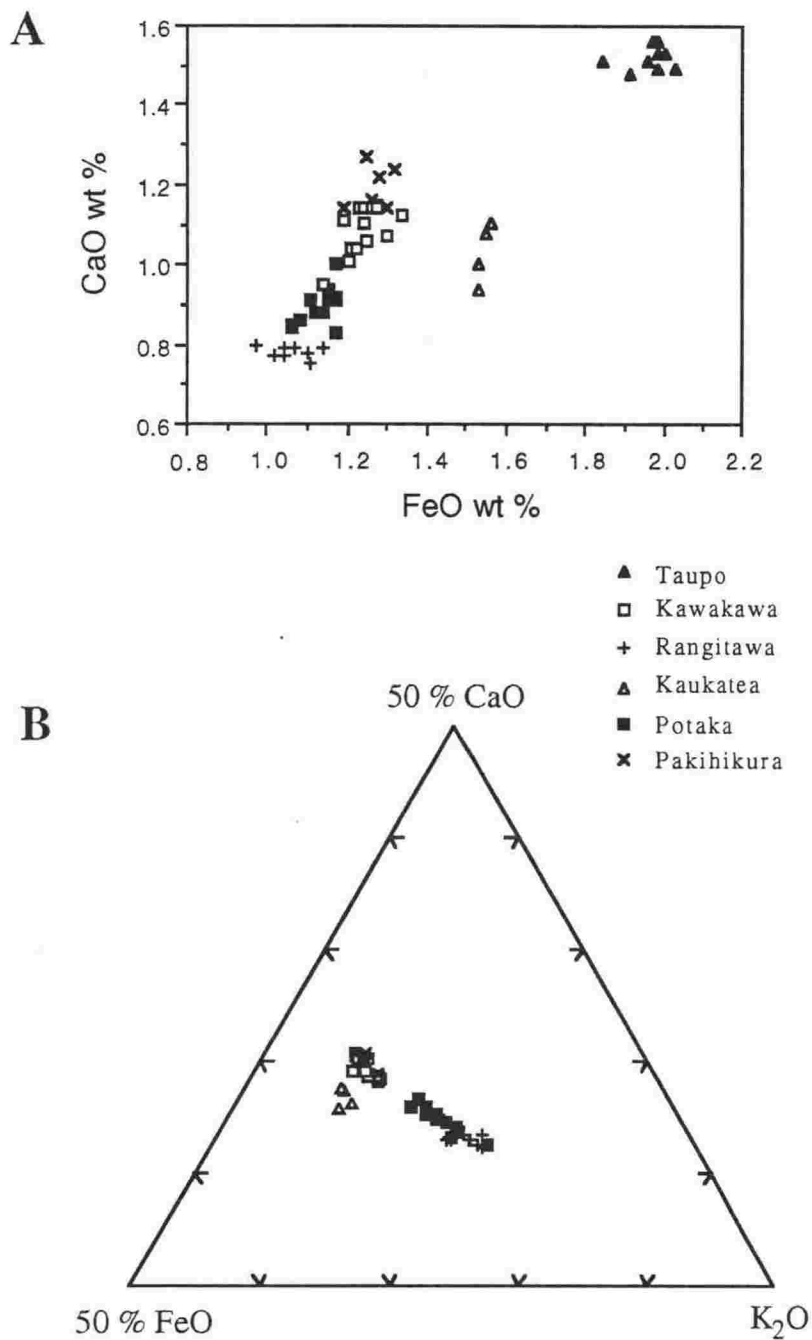 A
CaO wt %
1.6
1.4
1.2
1.0
0.8
0.6
0.8 1.0 1.2 1.4 1.6 1.8 2.0 2.2
FeO wt %
Taupo
Kawakawa
Rangitawa
Kaukatea
Potaka
Pakihikura
B
50 % CaO
50 % FeO
K₂O